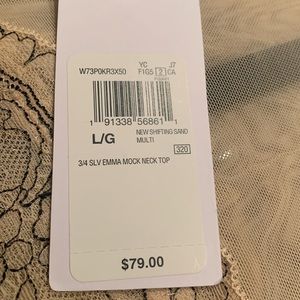 W73P0KR3X50 YC J7
F1G5 2 CA
1 91338 56861 1
L/G NEW SHIFTING SAND
MULTI
320
3/4 SLV EMMA MOCK NECK TOP
$79.00